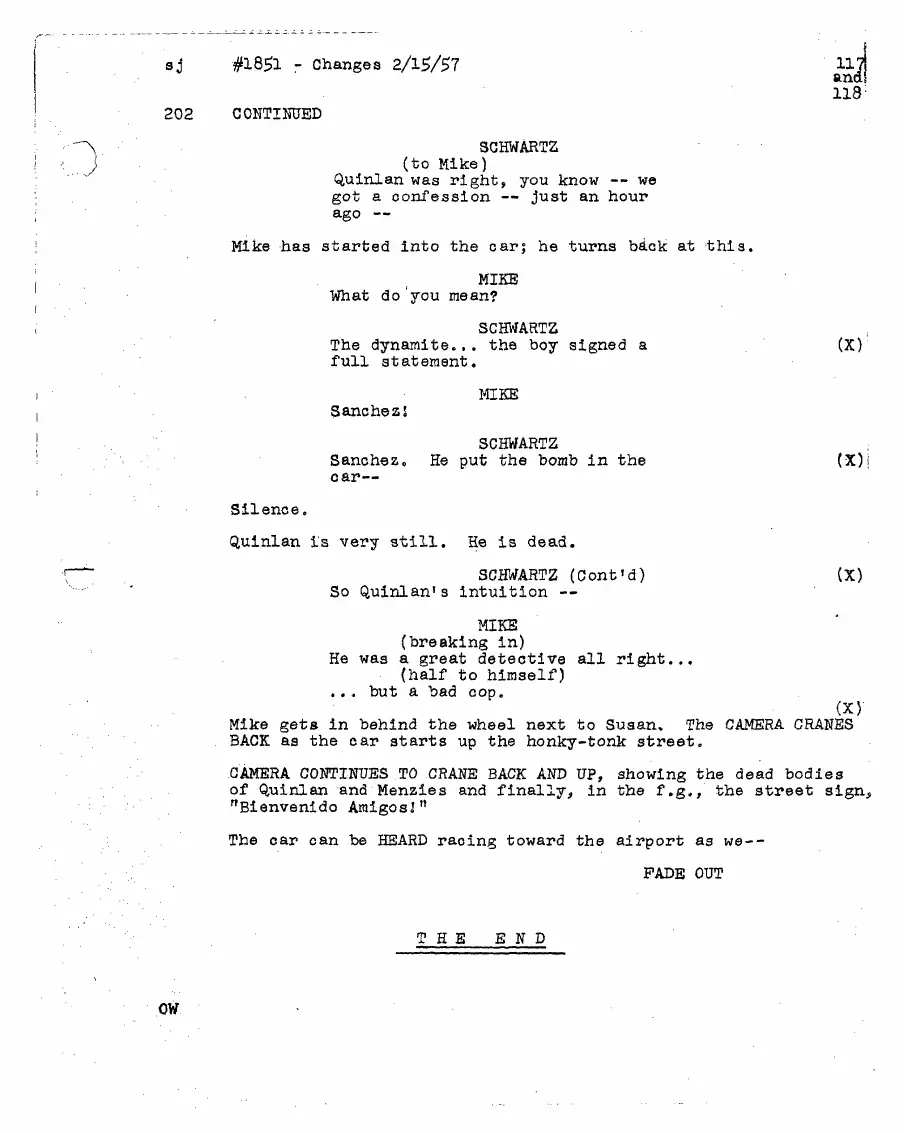 sj #1851 - Changes 2/15/57 117
and
118
202 CONTINUED
SCHWARTZ
(to Mike)
Quinlan was right, you know -- we
got a confession -- just an hour
ago --
Mike has started into the car; he turns back at this.
MIKE
What do you mean?
SCHWARTZ
The dynamite... the boy signed a (X)
full statement.
MIKE
Sanchez!
SCHWARTZ
Sanchez. He put the bomb in the (X)
car--
Silence.
Quinlan is very still. He is dead.
SCHWARTZ (Cont'd) (X)
So Quinlan's intuition --
MIKE
(breaking in)
He was a great detective all right...
(half to himself)
... but a bad cop.
(X)
Mike gets in behind the wheel next to Susan. The CAMERA CRANES
BACK as the car starts up the honky-tonk street.
CAMERA CONTINUES TO CRANE BACK AND UP, showing the dead bodies
of Quinlan and Menzies and finally, in the f.g., the street sign,
"Bienvenido Amigos!"
The car can be HEARD racing toward the airport as we--
FADE OUT
T H E E N D
OW